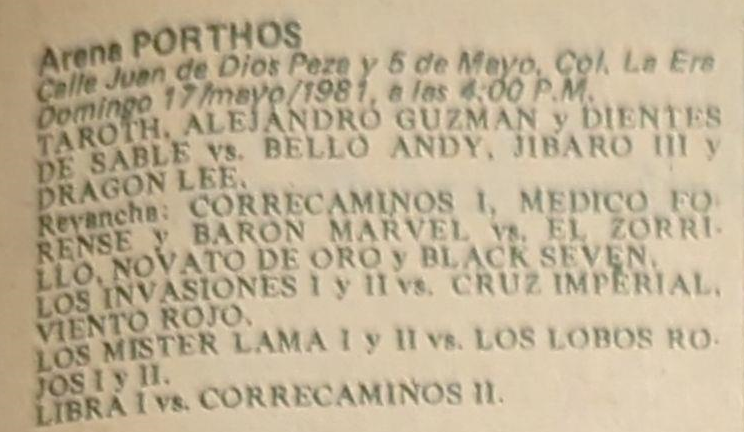 Arena PORTHOS
Calle Juan de Dios Peza y 5 de Mayo, Col. La Era
Domingo 17/mayo/1981, a las 4:00 P.M.
TAROTH, ALEJANDRO GUZMAN y DIENTES
DE SABLE vs. BELLO ANDY, JIBARO III y
DRAGON LEE.
Revancha: CORRECAMINOS I, MEDICO FO-
RENSE y BARON MARVEL vs. EL ZORRI-
LLO, NOVATO DE ORO y BLACK SEVEN.
LOS INVASIONES I y II vs. CRUZ IMPERIAL,
VIENTO ROJO.
LOS MISTER LAMA I y II vs. LOS LOBOS RO-
JOS I y II.
LIBRA I vs. CORRECAMINOS II.